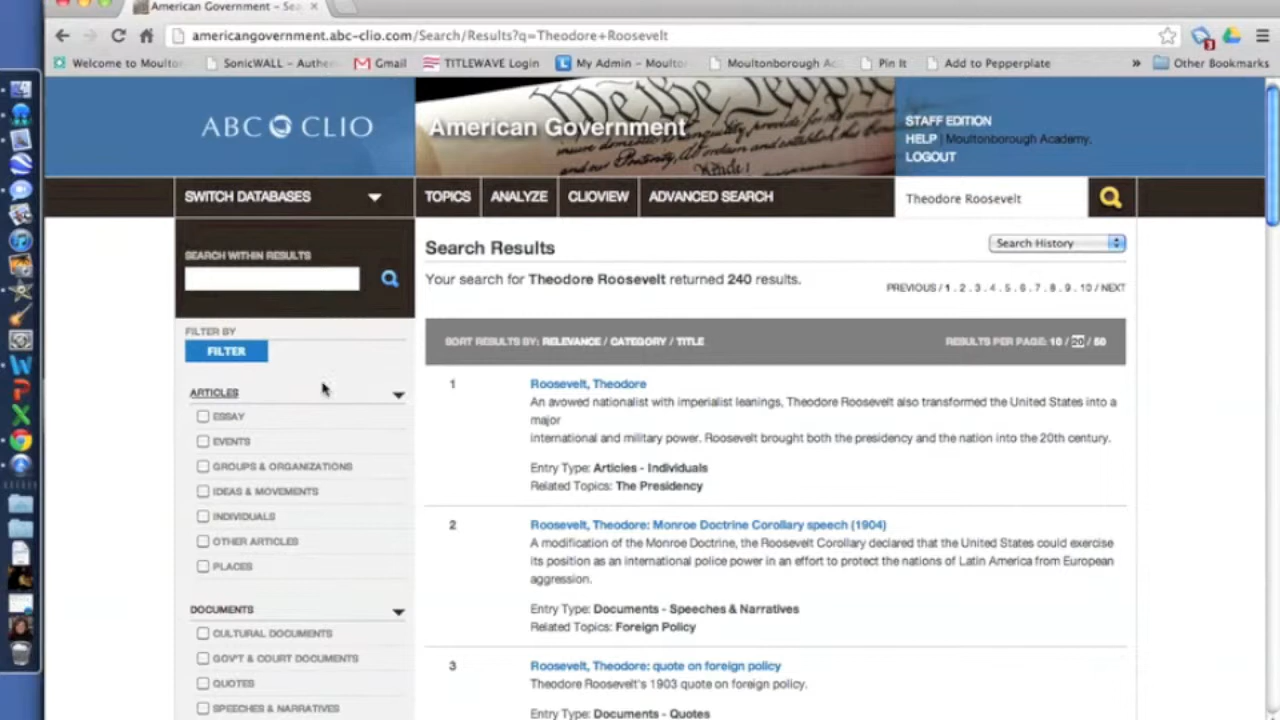 American Government – Sea
americangovernment.abc-clio.com/Search/Results?q=Theodore+Roosevelt
Welcome to Moulto
SonicWALL – Authe
Gmail
TITLEWAVE Login
My Admin – Moulto
Moultonborough Ac
Pin It
Add to Pepperplate
»
Other Bookmarks
ABC CLIO
We the People
American Government
STAFF EDITION
HELP | Moultonborough Academy.
LOGOUT
SWITCH DATABASES
TOPICS
ANALYZE
CLIOVIEW
ADVANCED SEARCH
Theodore Roosevelt
SEARCH WITHIN RESULTS
Search Results
Search History
Your search for Theodore Roosevelt returned 240 results.
PREVIOUS / 1 . 2 . 3 . 4 . 5 . 6 . 7 . 8 . 9 . 10 / NEXT
FILTER BY
FILTER
SORT RESULTS BY: RELEVANCE / CATEGORY / TITLE
RESULTS PER PAGE: 10 / 20 / 50
ARTICLES
ESSAY
EVENTS
GROUPS & ORGANIZATIONS
IDEAS & MOVEMENTS
INDIVIDUALS
OTHER ARTICLES
PLACES
DOCUMENTS
CULTURAL DOCUMENTS
GOV'T & COURT DOCUMENTS
QUOTES
SPEECHES & NARRATIVES
1
Roosevelt, Theodore
An avowed nationalist with imperialist leanings, Theodore Roosevelt also transformed the United States into a
major
international and military power. Roosevelt brought both the presidency and the nation into the 20th century.
Entry Type: Articles - Individuals
Related Topics: The Presidency
2
Roosevelt, Theodore: Monroe Doctrine Corollary speech (1904)
A modification of the Monroe Doctrine, the Roosevelt Corollary declared that the United States could exercise
its position as an international police power in an effort to protect the nations of Latin America from European
aggression.
Entry Type: Documents - Speeches & Narratives
Related Topics: Foreign Policy
3
Roosevelt, Theodore: quote on foreign policy
Theodore Roosevelt's 1903 quote on foreign policy.
Entry Type: Documents - Quotes